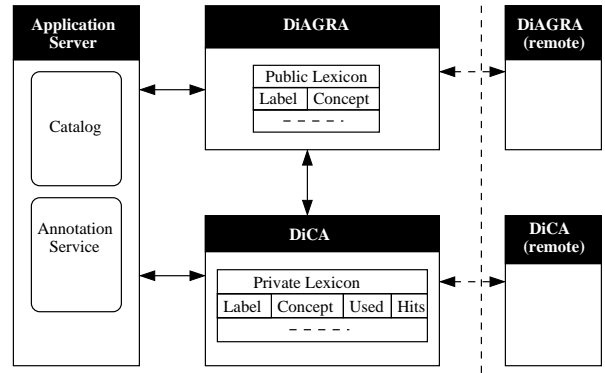 Application
Server
Catalog
Annotation
Service
DiAGRA
Public Lexicon
Label Concept
DiCA
Private Lexicon
Label Concept Used Hits
DiAGRA
(remote)
DiCA
(remote)